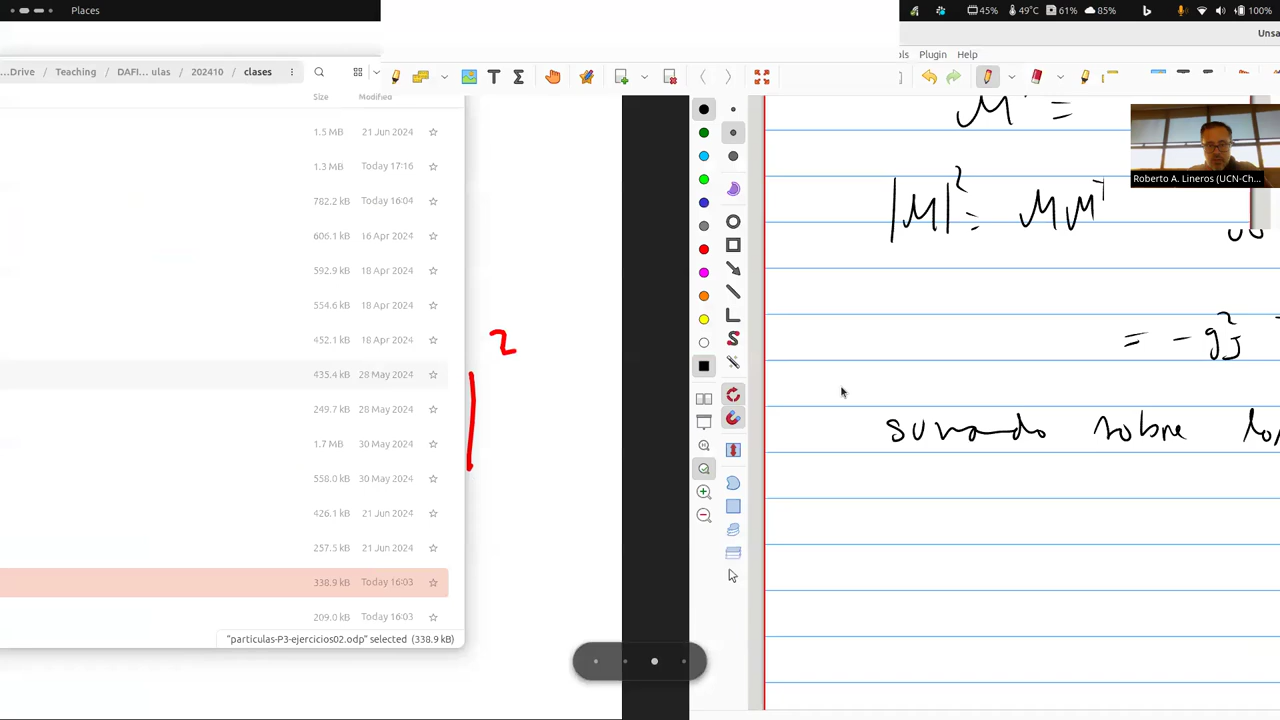 Places
45% 49°C 61% 85% 100%
Unsa
...Drive Teaching DAFI... ulas 202410 clases
Plugin Help
Size Modified
1.5 MB 21 Jun 2024
1.3 MB Today 17:16
782.2 kB Today 16:04
606.1 kB 16 Apr 2024
592.9 kB 18 Apr 2024
554.6 kB 18 Apr 2024
452.1 kB 18 Apr 2024
435.4 kB 28 May 2024
249.7 kB 28 May 2024
1.7 MB 30 May 2024
558.0 kB 30 May 2024
426.1 kB 21 Jun 2024
257.5 kB 21 Jun 2024
338.9 kB Today 16:03
209.0 kB Today 16:03
"particulas-P3-ejercicios02.odp" selected (338.9 kB)
2
Roberto A. Lineros (UCN-Ch...
|M|² = MM†
= -g²
sumando sobre los